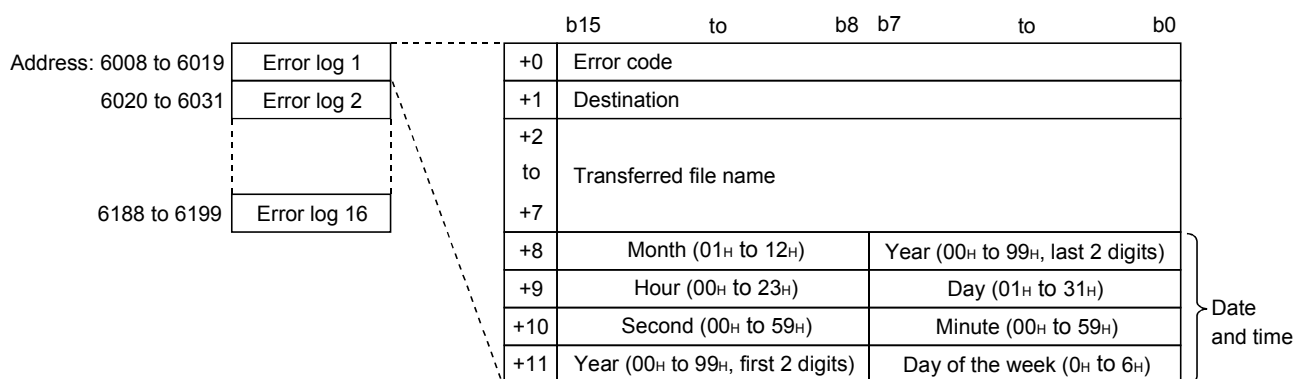 b15 to b8 b7 to b0
Address: 6008 to 6019 Error log 1 +0 Error code
6020 to 6031 Error log 2 +1 Destination
+2
to Transferred file name
6188 to 6199 Error log 16 +7
+8 Month (01H to 12H) Year (00H to 99H, last 2 digits)
+9 Hour (00H to 23H) Day (01H to 31H)
+10 Second (00H to 59H) Minute (00H to 59H)
+11 Year (00H to 99H, first 2 digits) Day of the week (0H to 6H)
Date
and time